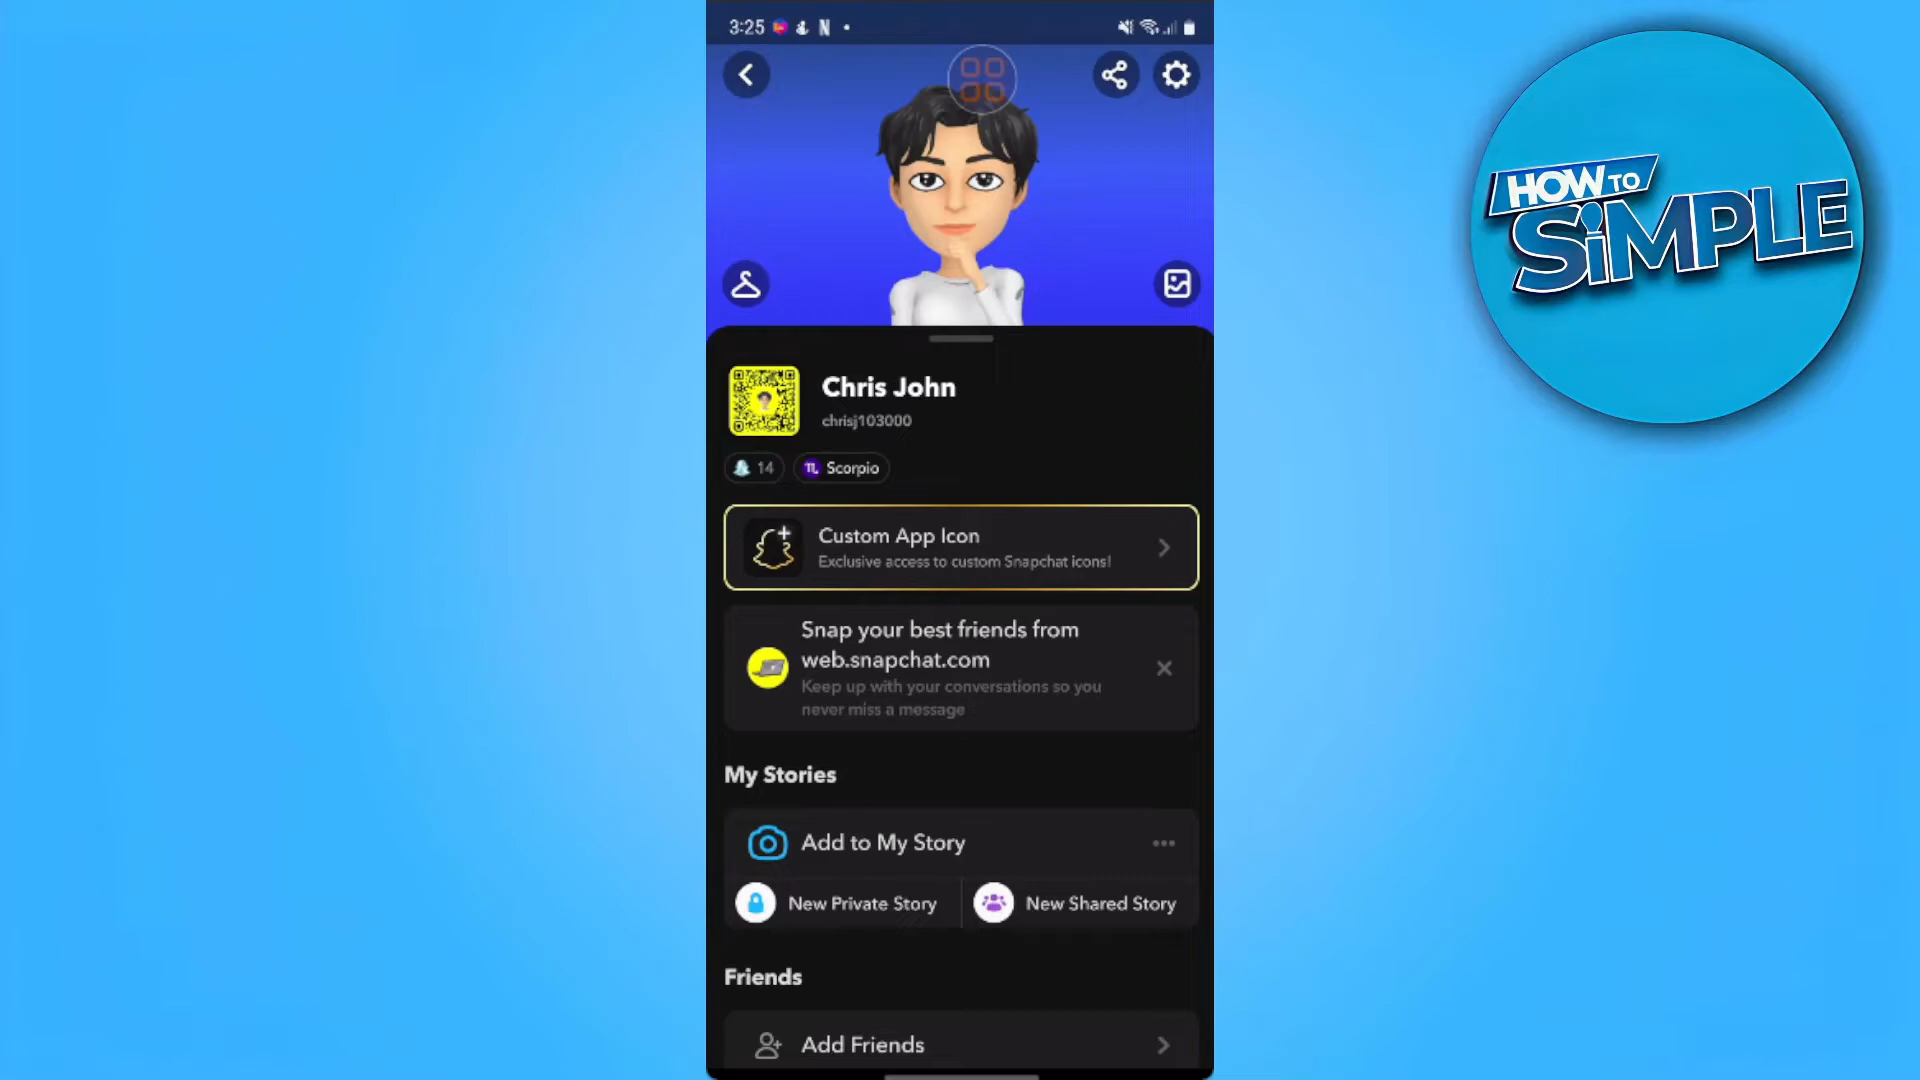 3:25
HOW TO
SiMPLE
Chris John
chrisj103000
14
Scorpio
Custom App Icon
Exclusive access to custom Snapchat icons!
Snap your best friends from
web.snapchat.com
Keep up with your conversations so you
never miss a message
My Stories
Add to My Story
New Private Story
New Shared Story
Friends
Add Friends